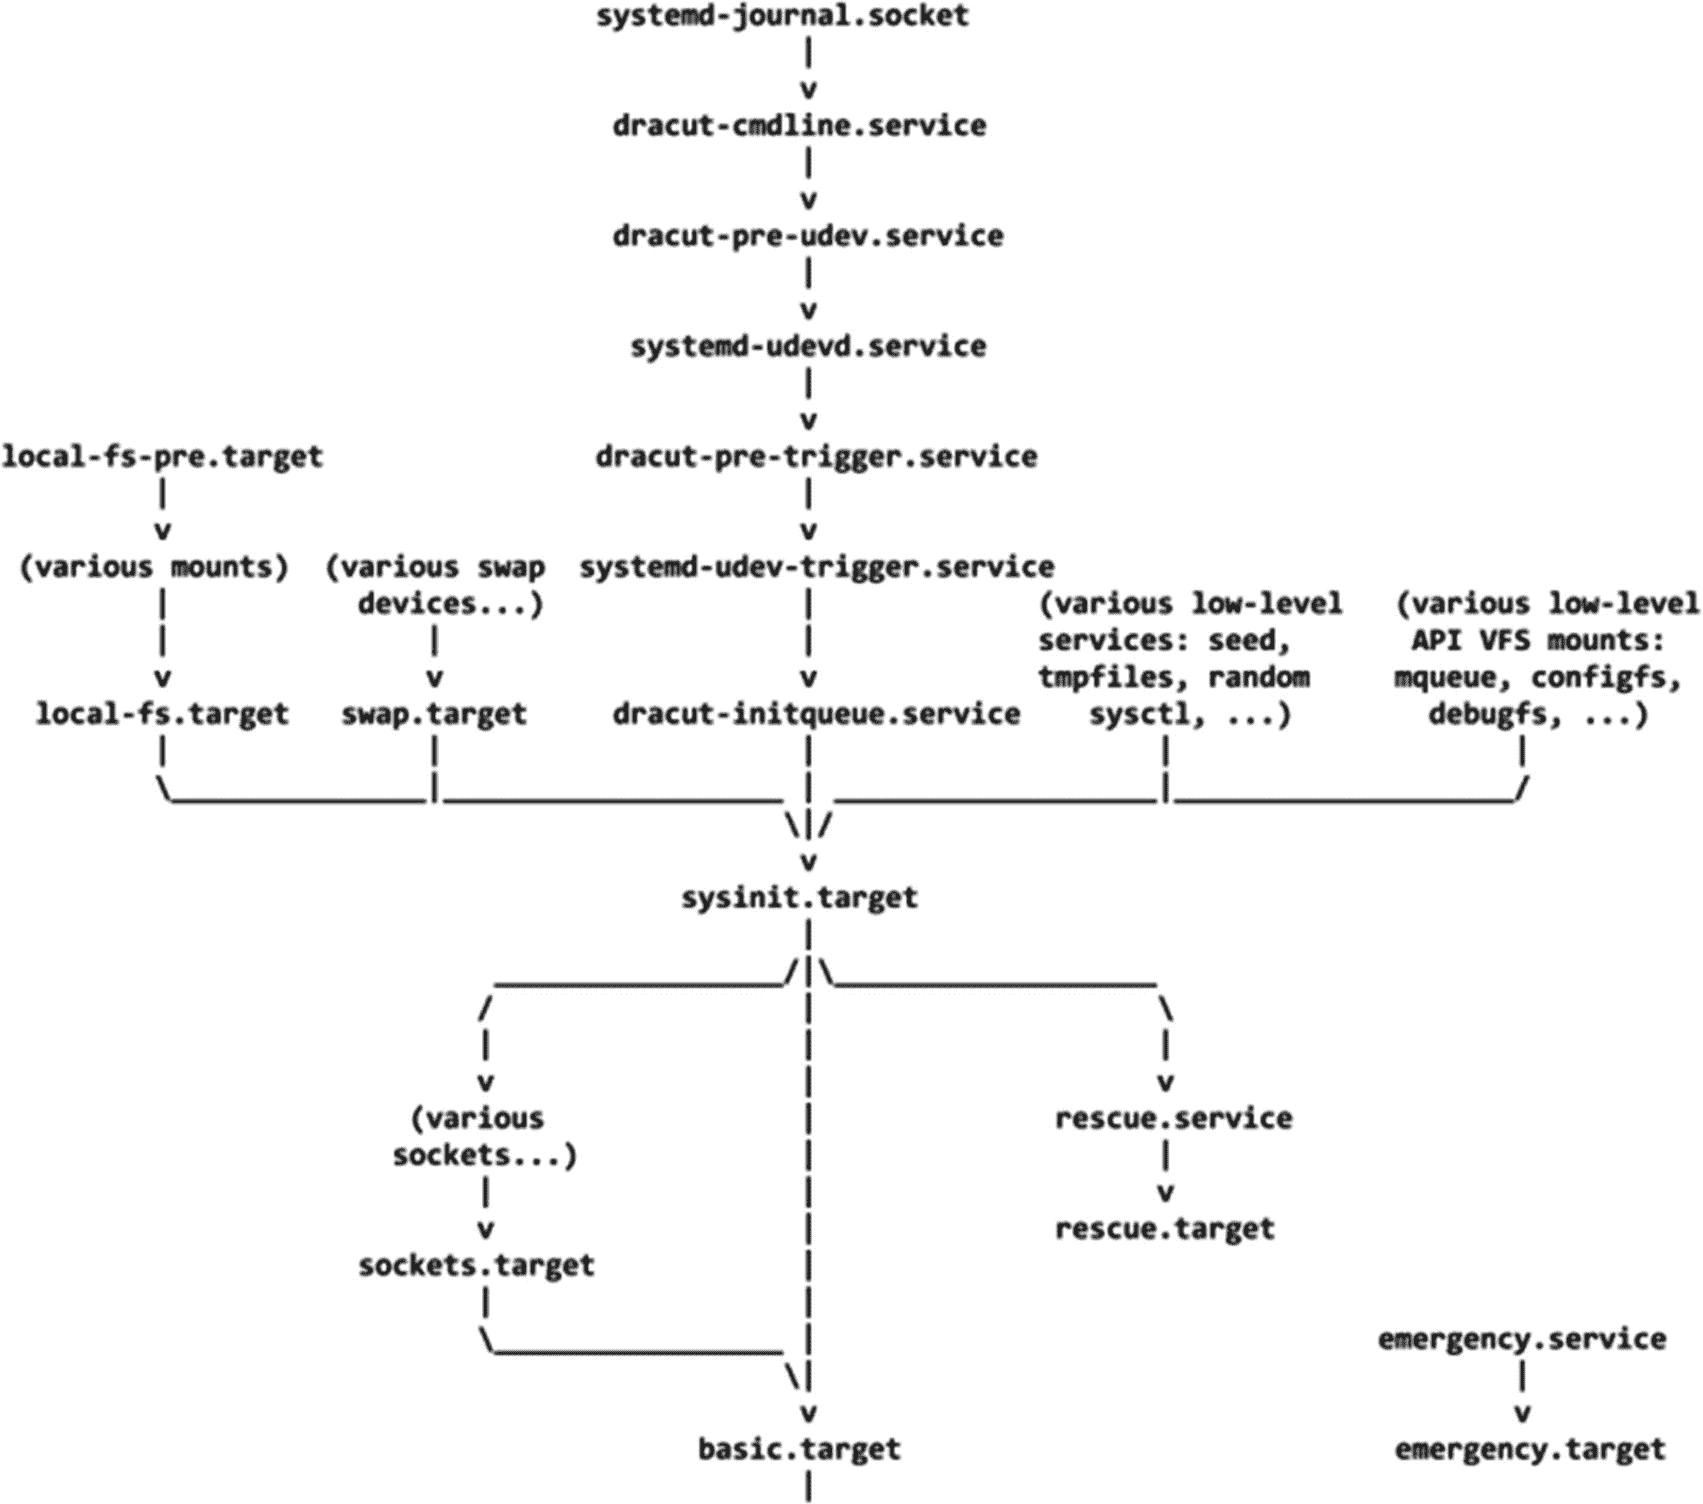 systemd-journal.socket
dracut-cmdline.service
dracut-pre-udev.service
systemd-udevd.service
local-fs-pre.target
dracut-pre-trigger.service
(various mounts)
(various swap
devices...)
systemd-udev-trigger.service
(various low-level
services: seed,
tmpfiles, random
sysctl, ...)
(various low-level
API VFS mounts:
mqueue, configfs,
debugfs, ...)
local-fs.target
swap.target
dracut-initqueue.service
sysinit.target
(various
sockets...)
rescue.service
rescue.target
sockets.target
emergency.service
basic.target
emergency.target